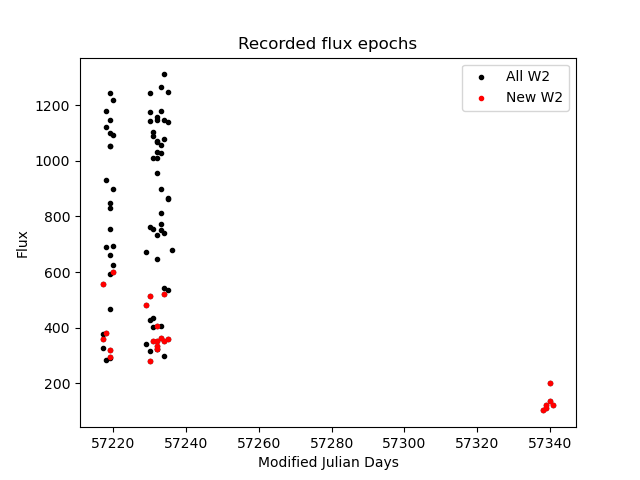 Recorded flux epochs
All W2
New W2
Flux
1200
1000
800
600
400
200
57220 57240 57260 57280 57300 57320 57340
Modified Julian Days